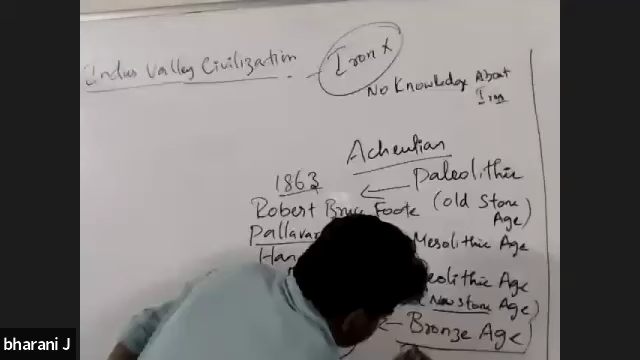 Indus Valley Civilization - Iron x
No Knowledge About
Iron
Acheulian
1863 ← Paleolithic
Robert Bruce Foote (Old Stone
Age)
Mesolithic Age
Age
New Stone Age)
← Bronze Age
bharani J